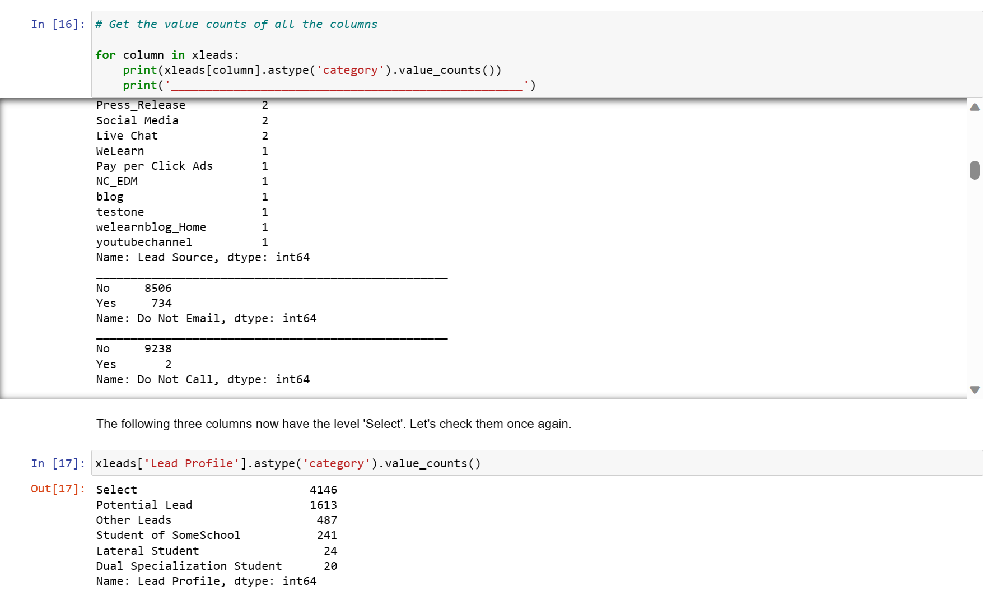 In [16]: # Get the value counts of all the columns
for column in xleads:
    print(xleads[column].astype('category').value_counts())
    print('___________________________________________________')
Press_Release           2
Social Media            2
Live Chat               2
WeLearn                 1
Pay per Click Ads       1
NC_EDM                  1
blog                    1
testone                 1
welearnblog_Home        1
youtubechannel          1
Name: Lead Source, dtype: int64
___________________________________________________
No     8506
Yes     734
Name: Do Not Email, dtype: int64
___________________________________________________
No     9238
Yes       2
Name: Do Not Call, dtype: int64
The following three columns now have the level 'Select'. Let's check them once again.
In [17]: xleads['Lead Profile'].astype('category').value_counts()
Out[17]: Select                         4146
Potential Lead                 1613
Other Leads                     487
Student of SomeSchool           241
Lateral Student                  24
Dual Specialization Student      20
Name: Lead Profile, dtype: int64